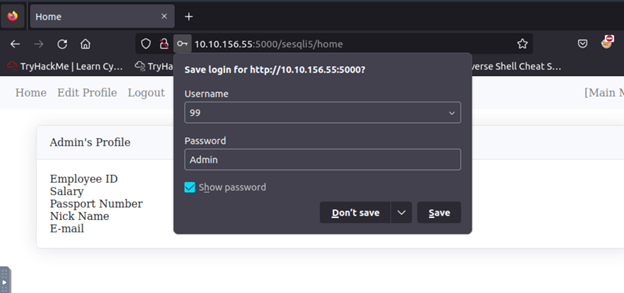 Home
10.10.156.55:5000/sesqli5/home
TryHackMe | Learn Cy…
TryHa
verse Shell Cheat S…
Save login for http://10.10.156.55:5000?
Username
99
Password
Admin
Show password
Don't save
Save
Home Edit Profile Logout
[Main M
Admin's Profile
Employee ID
Salary
Passport Number
Nick Name
E-mail